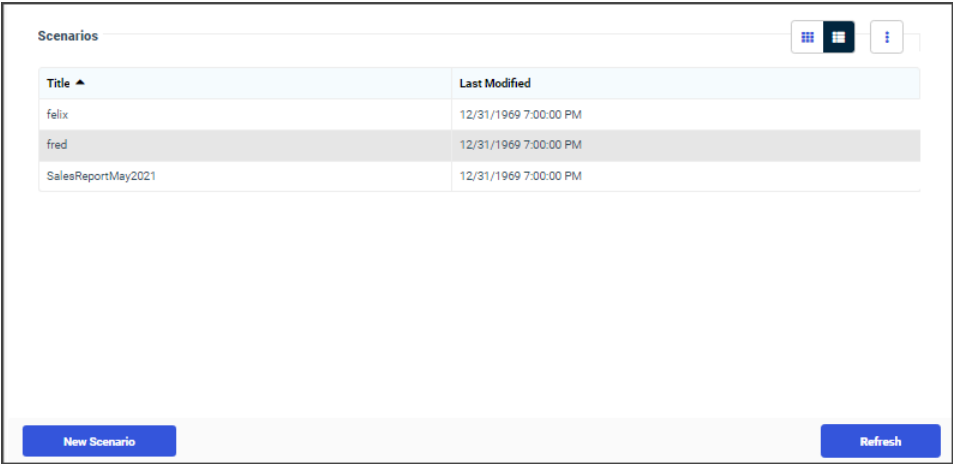 Scenarios
Title Last Modified
felix 12/31/1969 7:00:00 PM
fred 12/31/1969 7:00:00 PM
SalesReportMay2021 12/31/1969 7:00:00 PM
New Scenario Refresh